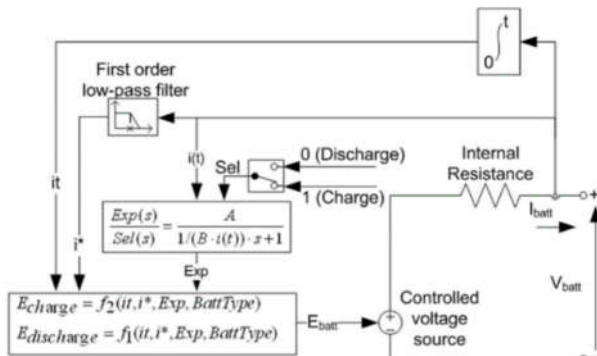 t
0
First order
low-pass filter
i(t)
Sel
0 (Discharge)
1 (Charge)
Internal
Resistance
+
I_batt
it
i*
Exp(s)/Sel(s) = A/(1/(B·i(t))·s+1)
Exp
E_charge = f_2(it,i*,Exp,BattType)
E_discharge = f_1(it,i*,Exp,BattType)
E_batt
+
-
Controlled
voltage
source
V_batt